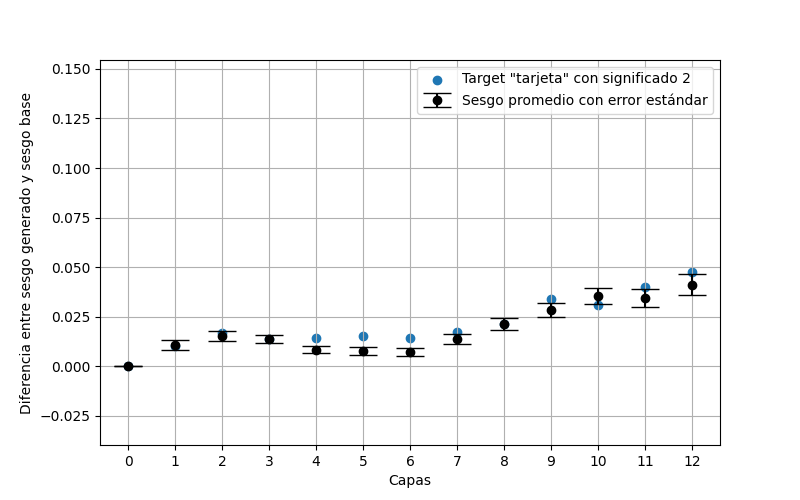 Target "tarjeta" con significado 2
Sesgo promedio con error estándar
Diferencia entre sesgo generado y sesgo base
0.150
0.125
0.100
0.075
0.050
0.025
0.000
−0.025
0 1 2 3 4 5 6 7 8 9 10 11 12
Capas